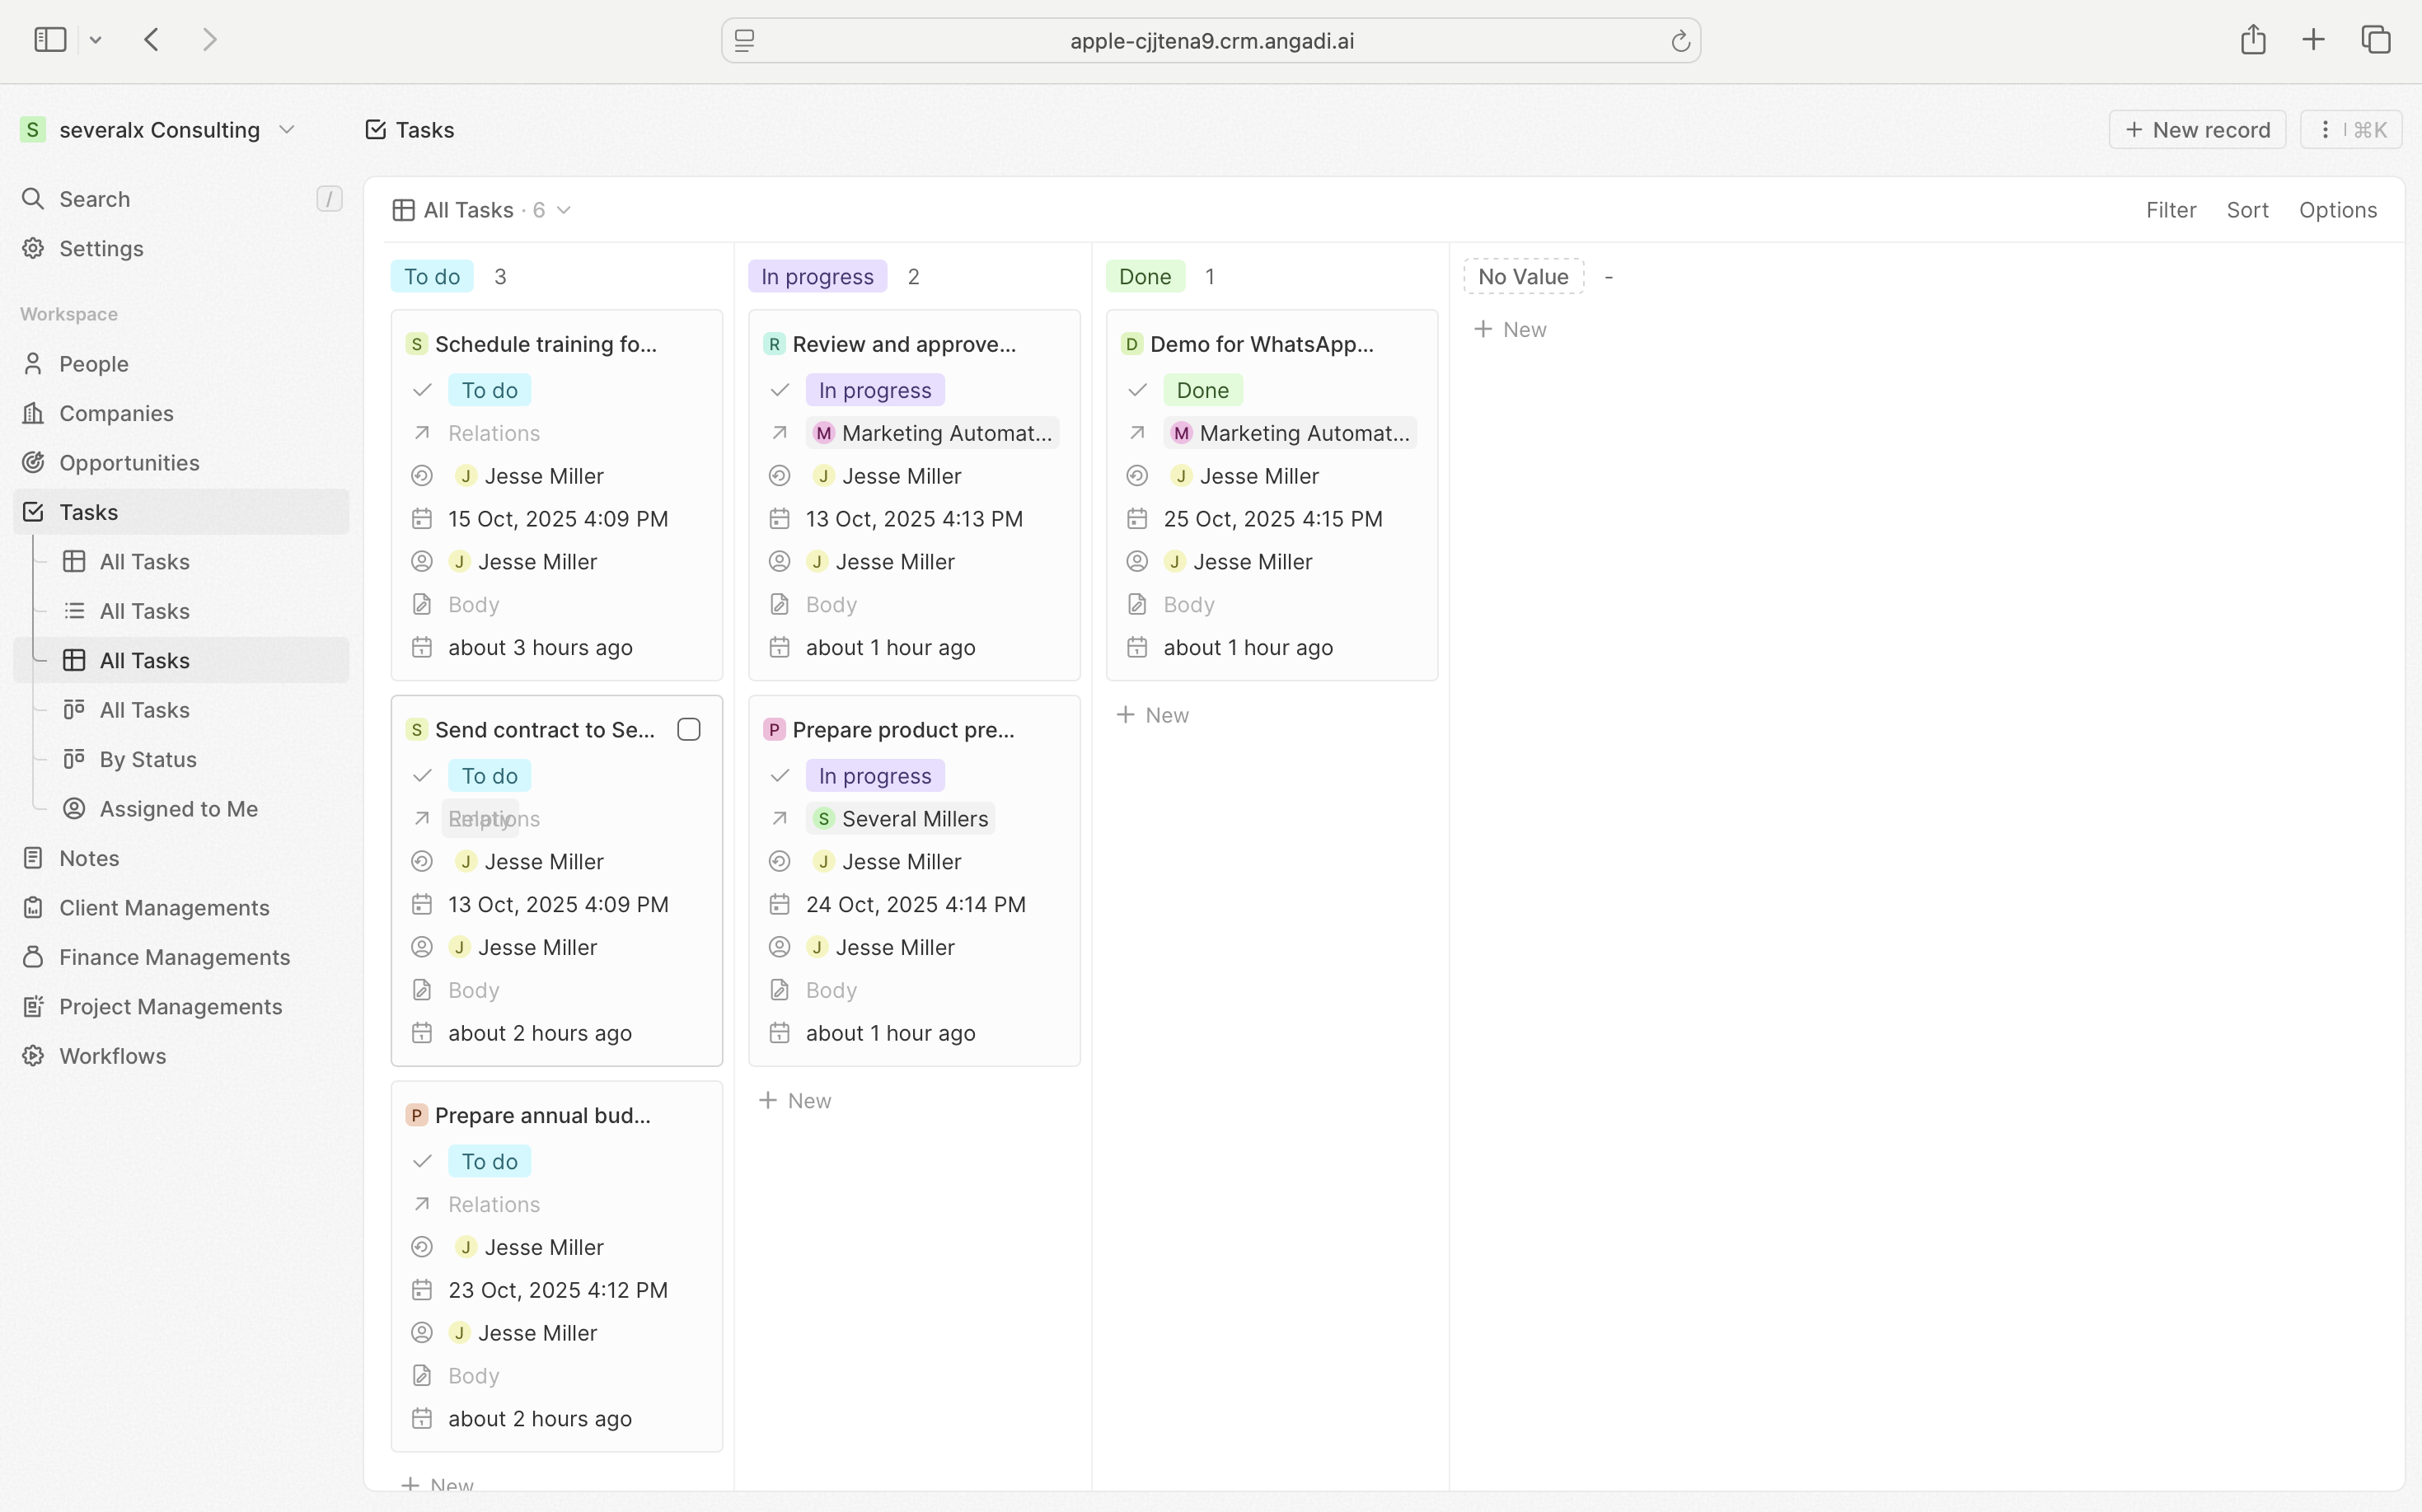 apple-cjjtena9.crm.angadi.ai
S severalx Consulting
Tasks
New record
⌘K
Search /
Settings
Workspace
People
Companies
Opportunities
Tasks
All Tasks
All Tasks
All Tasks
All Tasks
By Status
Assigned to Me
Notes
Client Managements
Finance Managements
Project Managements
Workflows
All Tasks · 6
Filter Sort Options
To do 3
S Schedule training fo...
To do
Relations
J Jesse Miller
15 Oct, 2025 4:09 PM
J Jesse Miller
Body
about 3 hours ago
S Send contract to Se...
To do
Relations
J Jesse Miller
13 Oct, 2025 4:09 PM
J Jesse Miller
Body
about 2 hours ago
P Prepare annual bud...
To do
Relations
J Jesse Miller
23 Oct, 2025 4:12 PM
J Jesse Miller
Body
about 2 hours ago
New
In progress 2
R Review and approve...
In progress
M Marketing Automat...
J Jesse Miller
13 Oct, 2025 4:13 PM
J Jesse Miller
Body
about 1 hour ago
P Prepare product pre...
In progress
S Several Millers
J Jesse Miller
24 Oct, 2025 4:14 PM
J Jesse Miller
Body
about 1 hour ago
New
Done 1
D Demo for WhatsApp...
Done
M Marketing Automat...
J Jesse Miller
25 Oct, 2025 4:15 PM
J Jesse Miller
Body
about 1 hour ago
New
No Value -
New